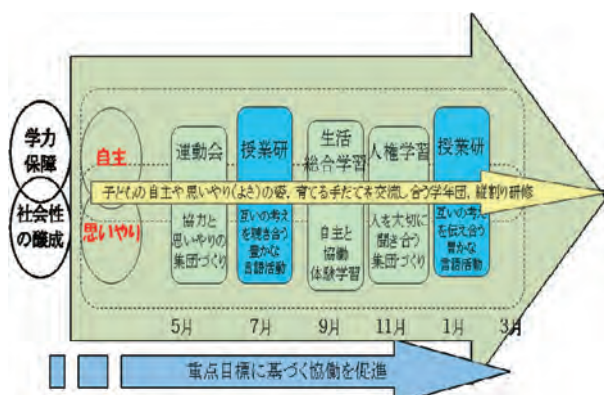 学力
保障
社会性
の醸成
自主
思いやり
運動会
授業研
生活
総合学習
人権学習
授業研
子どもの自主や思いやり(よさ)の姿，育てる手だてを交流し合う学年団，縦割り研修
協力と
思いやりの
集団づくり
互いの考え
を聴き合う
豊かな
言語活動
自主と
協働
体験学習
人を大切に
聞き合う
集団づくり
互いの考え
を伝え合う
豊かな
言語活動
5月
7月
9月
11月
1月
3月
重点目標に基づく協働を促進